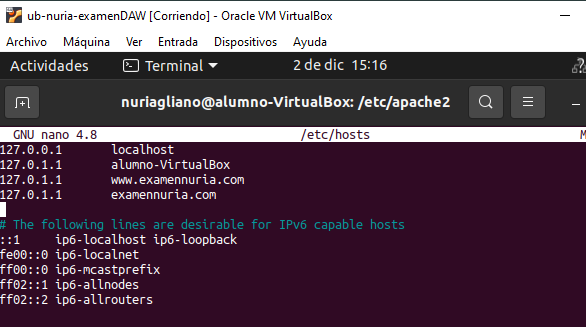 ub-nuria-examenDAW [Corriendo] - Oracle VM VirtualBox
Archivo Máquina Ver Entrada Dispositivos Ayuda
Actividades Terminal 2 de dic 15:16
nuriagliano@alumno-VirtualBox: /etc/apache2
GNU nano 4.8 /etc/hosts M
127.0.0.1 localhost
127.0.1.1 alumno-VirtualBox
127.0.1.1 www.examennuria.com
127.0.1.1 examennuria.com
# The following lines are desirable for IPv6 capable hosts
::1 ip6-localhost ip6-loopback
fe00::0 ip6-localnet
ff00::0 ip6-mcastprefix
ff02::1 ip6-allnodes
ff02::2 ip6-allrouters